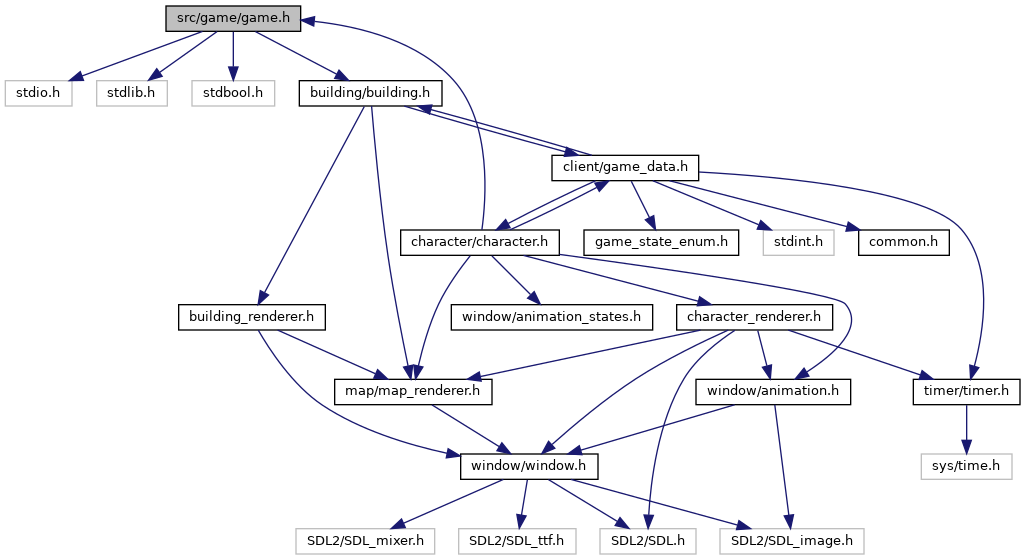 src/game/game.h
stdio.h
stdlib.h
stdbool.h
building/building.h
client/game_data.h
character/character.h
game_state_enum.h
stdint.h
common.h
building_renderer.h
window/animation_states.h
character_renderer.h
map/map_renderer.h
window/animation.h
timer/timer.h
window/window.h
sys/time.h
SDL2/SDL_mixer.h
SDL2/SDL_ttf.h
SDL2/SDL.h
SDL2/SDL_image.h